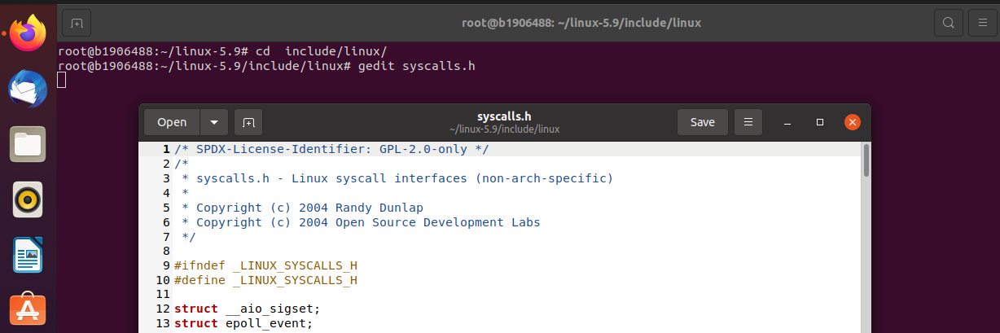 root@b1906488: ~/linux-5.9/include/linux
root@b1906488:~/linux-5.9# cd  include/linux/
root@b1906488:~/linux-5.9/include/linux# gedit syscalls.h
Open
syscalls.h
~/linux-5.9/include/linux
Save
1 /* SPDX-License-Identifier: GPL-2.0-only */
2 /*
3  * syscalls.h - Linux syscall interfaces (non-arch-specific)
4  *
5  * Copyright (c) 2004 Randy Dunlap
6  * Copyright (c) 2004 Open Source Development Labs
7  */
8
9 #ifndef _LINUX_SYSCALLS_H
10 #define _LINUX_SYSCALLS_H
11
12 struct __aio_sigset;
13 struct epoll_event;